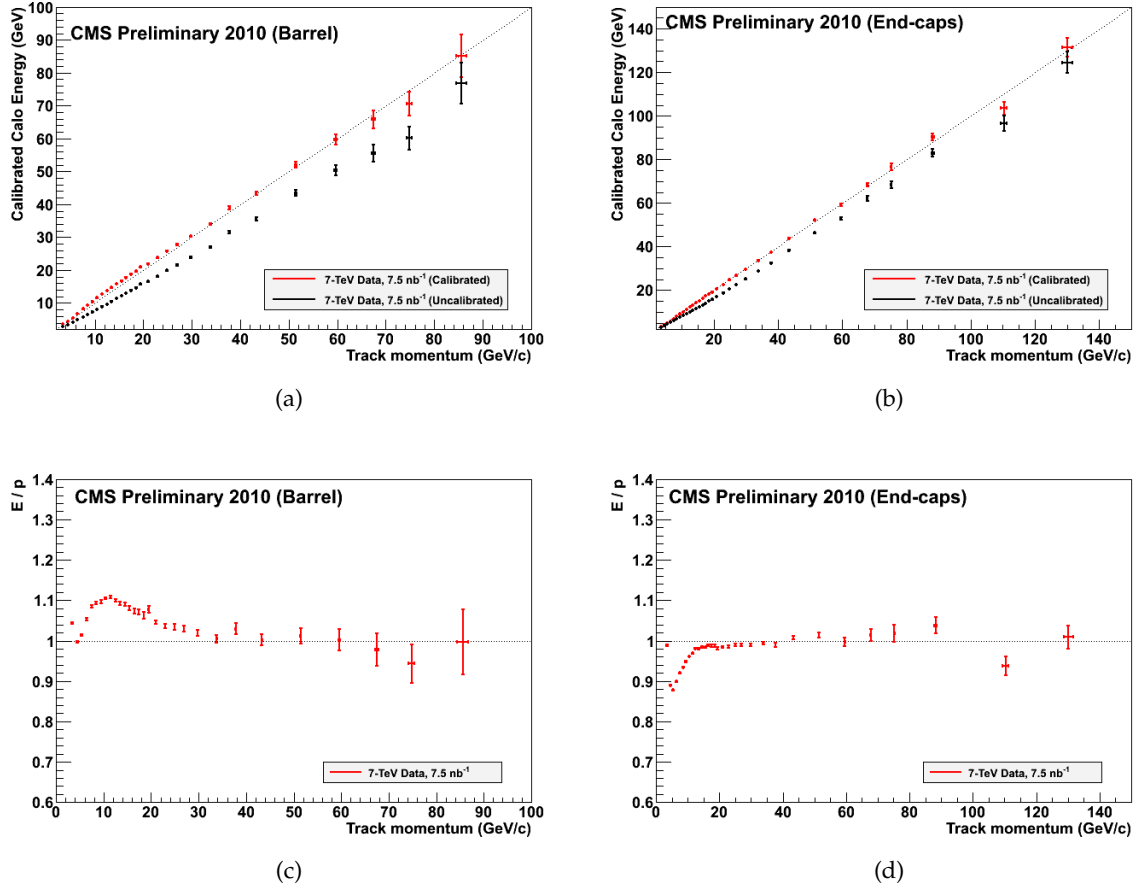 CMS Preliminary 2010 (Barrel)
Calibrated Calo Energy (GeV)
100
90
80
70
60
50
40
30
20
10
7-TeV Data, 7.5 nb⁻¹ (Calibrated)
7-TeV Data, 7.5 nb⁻¹ (Uncalibrated)
10 20 30 40 50 60 70 80 90 100
Track momentum (GeV/c)
(a)
CMS Preliminary 2010 (End-caps)
Calibrated Calo Energy (GeV)
140
120
100
80
60
40
20
7-TeV Data, 7.5 nb⁻¹ (Calibrated)
7-TeV Data, 7.5 nb⁻¹ (Uncalibrated)
20 40 60 80 100 120 140
Track momentum (GeV/c)
(b)
CMS Preliminary 2010 (Barrel)
E / p
1.4
1.3
1.2
1.1
1
0.9
0.8
0.7
0.6
7-TeV Data, 7.5 nb⁻¹
0 10 20 30 40 50 60 70 80 90 100
Track momentum (GeV/c)
(c)
CMS Preliminary 2010 (End-caps)
E / p
1.4
1.3
1.2
1.1
1
0.9
0.8
0.7
0.6
7-TeV Data, 7.5 nb⁻¹
0 20 40 60 80 100 120 140
Track momentum (GeV/c)
(d)